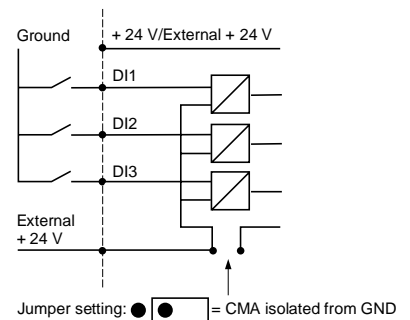 Ground
+ 24 V/External + 24 V
DI1
DI2
DI3
External
+ 24 V
Jumper setting: = CMA isolated from GND